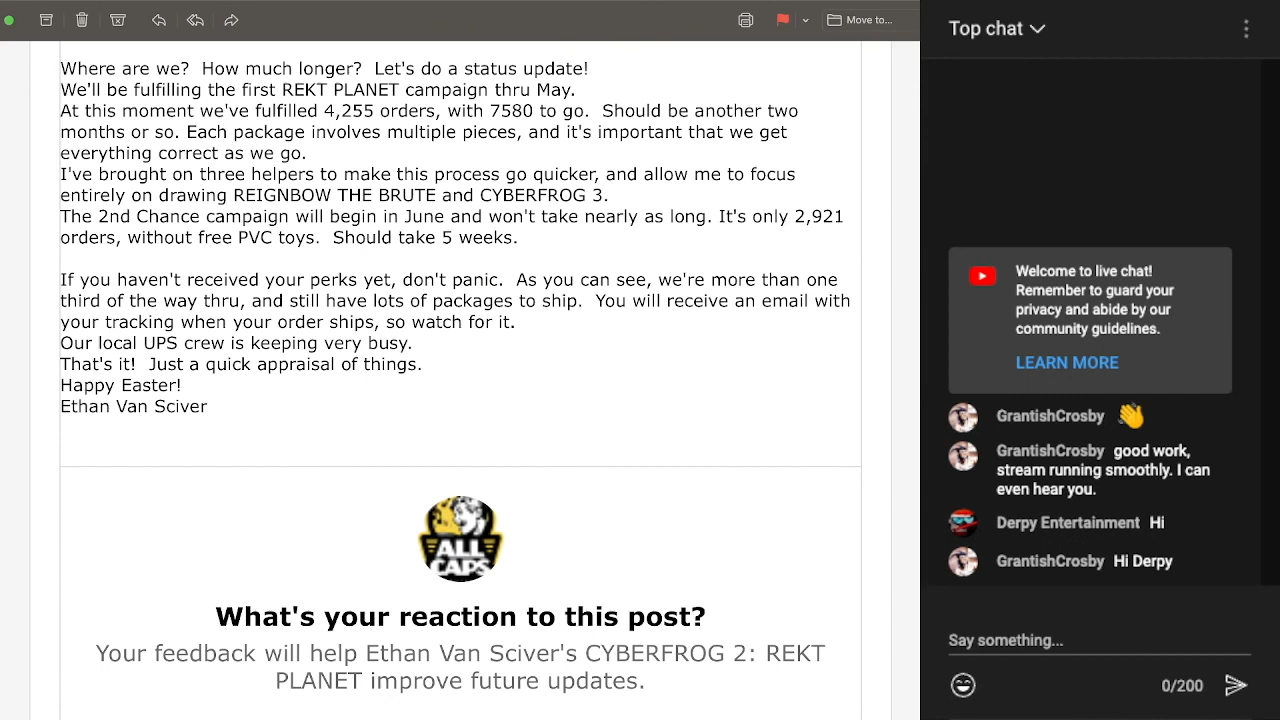 Move to...
Where are we?  How much longer?  Let's do a status update!
We'll be fulfilling the first REKT PLANET campaign thru May.
At this moment we've fulfilled 4,255 orders, with 7580 to go.  Should be another two
months or so. Each package involves multiple pieces, and it's important that we get
everything correct as we go.
I've brought on three helpers to make this process go quicker, and allow me to focus
entirely on drawing REIGNBOW THE BRUTE and CYBERFROG 3.
The 2nd Chance campaign will begin in June and won't take nearly as long. It's only 2,921
orders, without free PVC toys.  Should take 5 weeks.
If you haven't received your perks yet, don't panic.  As you can see, we're more than one
third of the way thru, and still have lots of packages to ship.  You will receive an email with
your tracking when your order ships, so watch for it.
Our local UPS crew is keeping very busy.
That's it!  Just a quick appraisal of things.
Happy Easter!
Ethan Van Sciver
ALL
CAPS
What's your reaction to this post?
Your feedback will help Ethan Van Sciver's CYBERFROG 2: REKT
PLANET improve future updates.
Top chat
Welcome to live chat!
Remember to guard your
privacy and abide by our
community guidelines.
LEARN MORE
GrantishCrosby 👋
GrantishCrosby good work,
stream running smoothly. I can
even hear you.
Derpy Entertainment Hi
GrantishCrosby Hi Derpy
Say something...
0/200